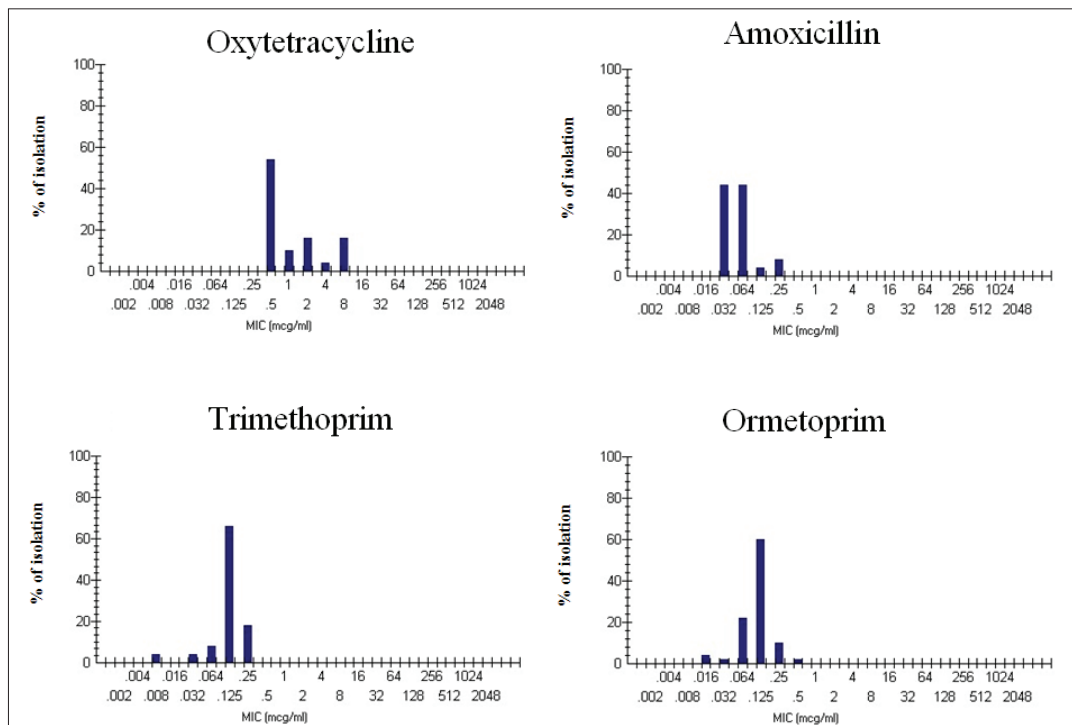 Oxytetracycline
100
80
60
40
20
0
% of isolation
.004 .016 .064 .25 1 4 16 64 256 1024
.002 .008 .032 .125 .5 2 8 32 128 512 2048
MIC (mcg/ml)
Amoxicillin
100
80
60
40
20
0
% of isolation
.004 .016 .064 .25 1 4 16 64 256 1024
.002 .008 .032 .125 .5 2 8 32 128 512 2048
MIC (mcg/ml)
Trimethoprim
100
80
60
40
20
0
% of isolation
.004 .016 .064 .25 1 4 16 64 256 1024
.002 .008 .032 .125 .5 2 8 32 128 512 2048
MIC (mcg/ml)
Ormetoprim
100
80
60
40
20
0
% of isolation
.004 .016 .064 .25 1 4 16 64 256 1024
.002 .008 .032 .125 .5 2 8 32 128 512 2048
MIC (mcg/ml)